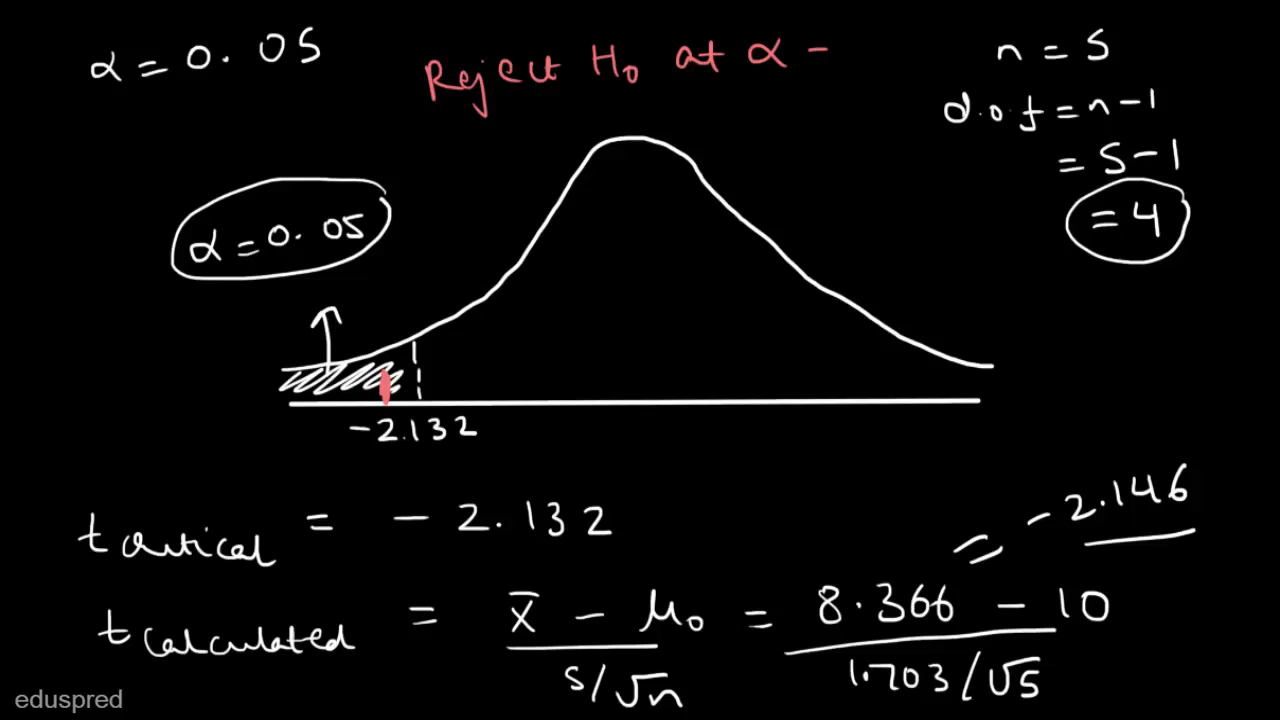 α = 0.05
Reject H₀ at α -
n = 5
d.o.f = n-1
= 5-1
= 4
α = 0.05
-2.132
t critical = - 2.132
= -2.146
t calculated = x̄ - μ₀ / s/√n = 8.366 - 10 / 1.703/√5
eduspred